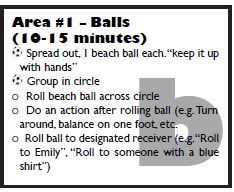 Area #1 – Balls
(10-15 minutes)
Spread out, 1 beach ball each. “keep it up
with hands”
Group in circle
o Roll beach ball across circle
o Do an action after rolling ball (e.g. Turn
around, balance on one foot, etc.
o Roll ball to designated receiver (e.g. “Roll
to Emily”, “Roll to someone with a blue
shirt”)
b